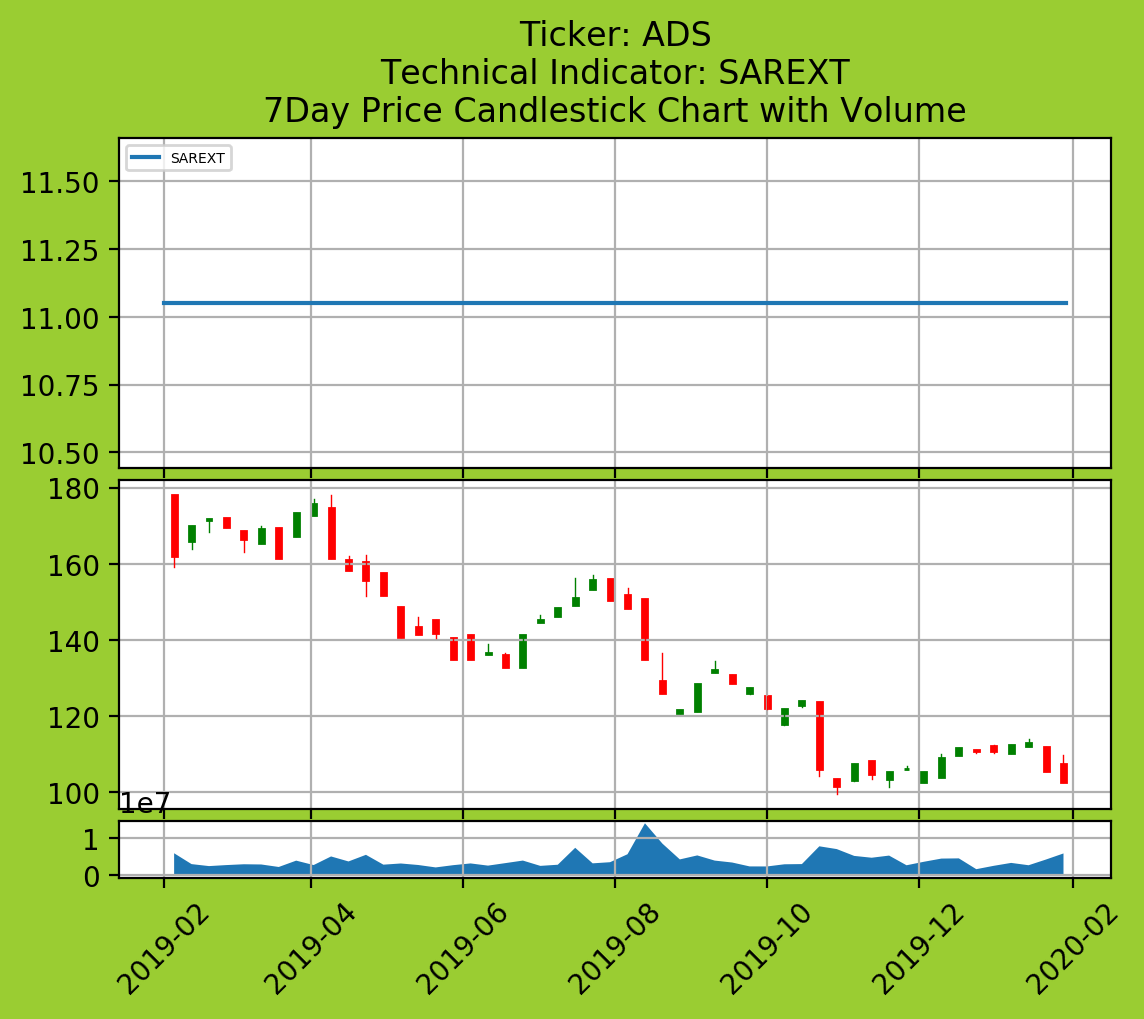 Ticker: ADS
Technical Indicator: SAREXT
7Day Price Candlestick Chart with Volume
SAREXT
11.50
11.25
11.00
10.75
10.50
180
160
140
120
100
1e7
1
0
2019-02 2019-04 2019-06 2019-08 2019-10 2019-12 2020-02